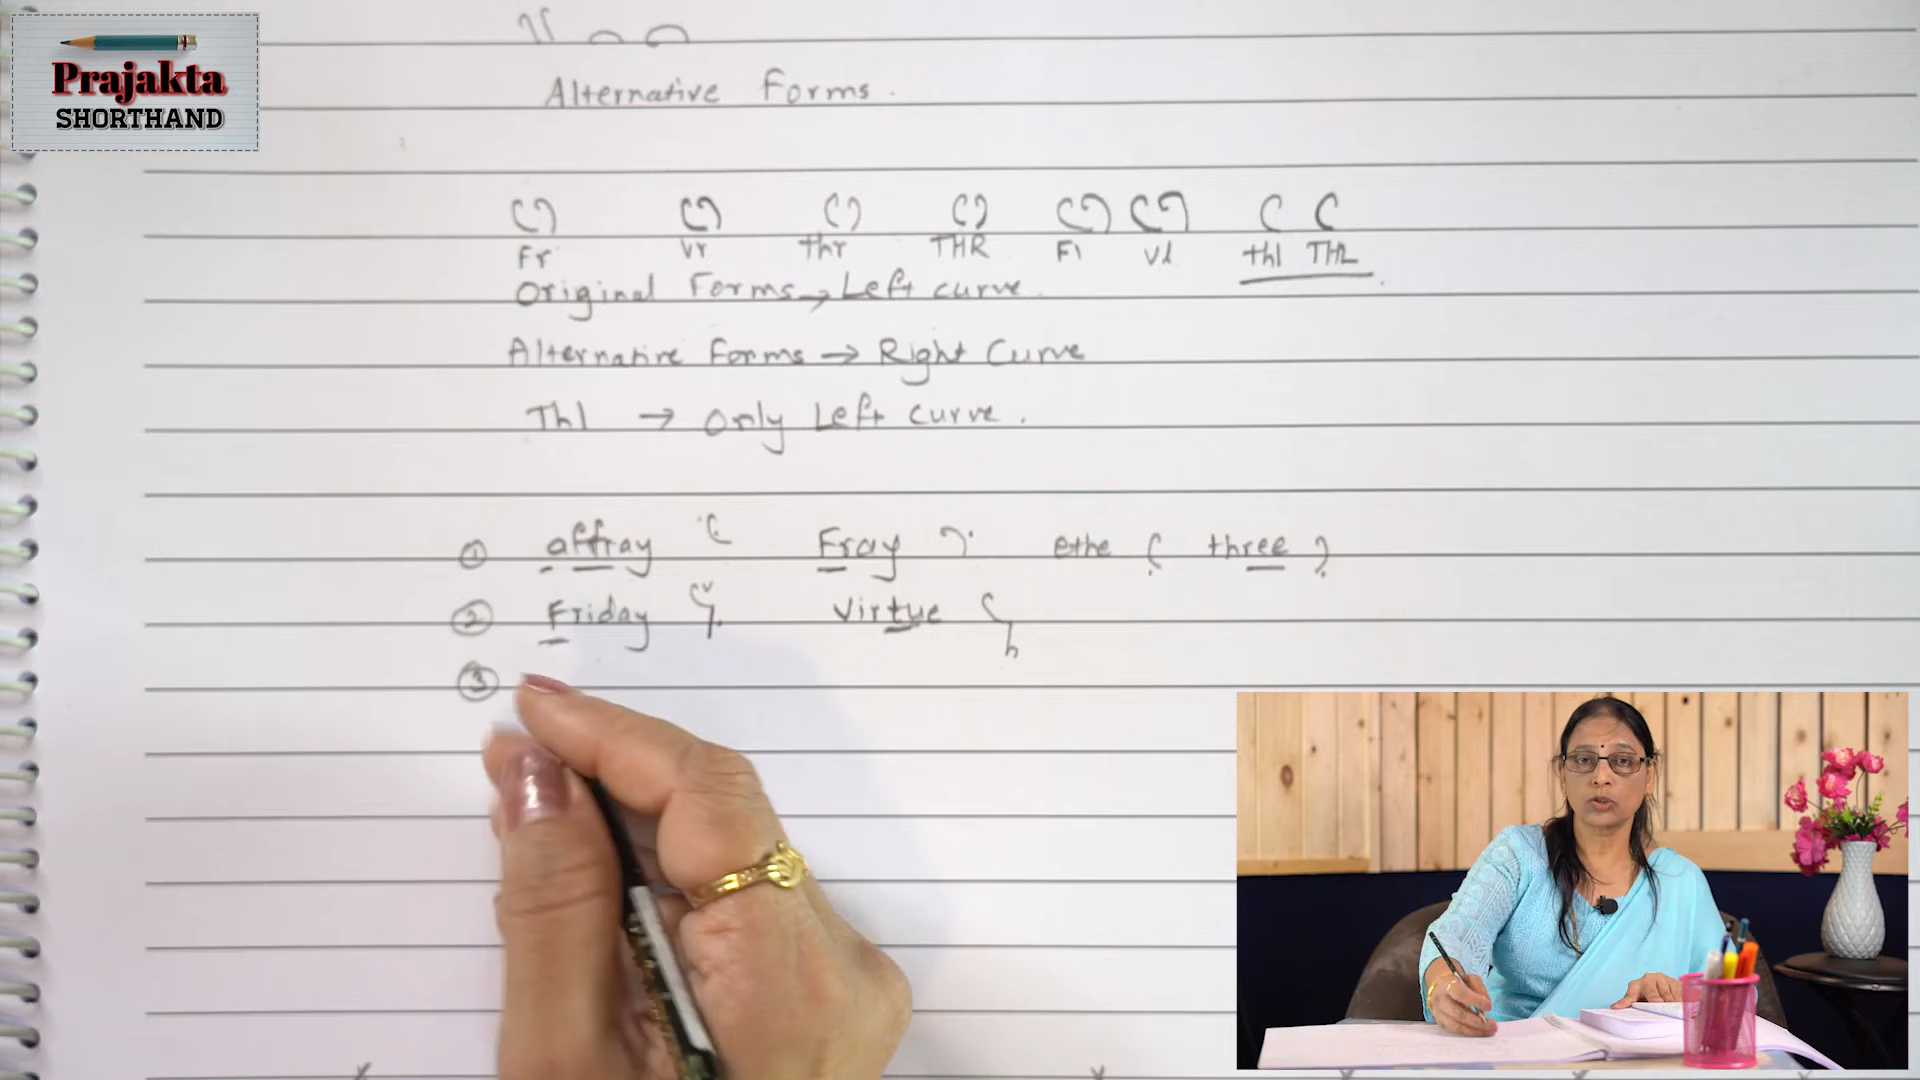 Prajakta
SHORTHAND
Alternative Forms.
Fr Vr thr THR Fl Vl thl THL
Original Forms → Left curve.
Alternative Forms → Right Curve
Thl → Only Left curve.
① affray Fray ethe three
② Friday Virtue
③